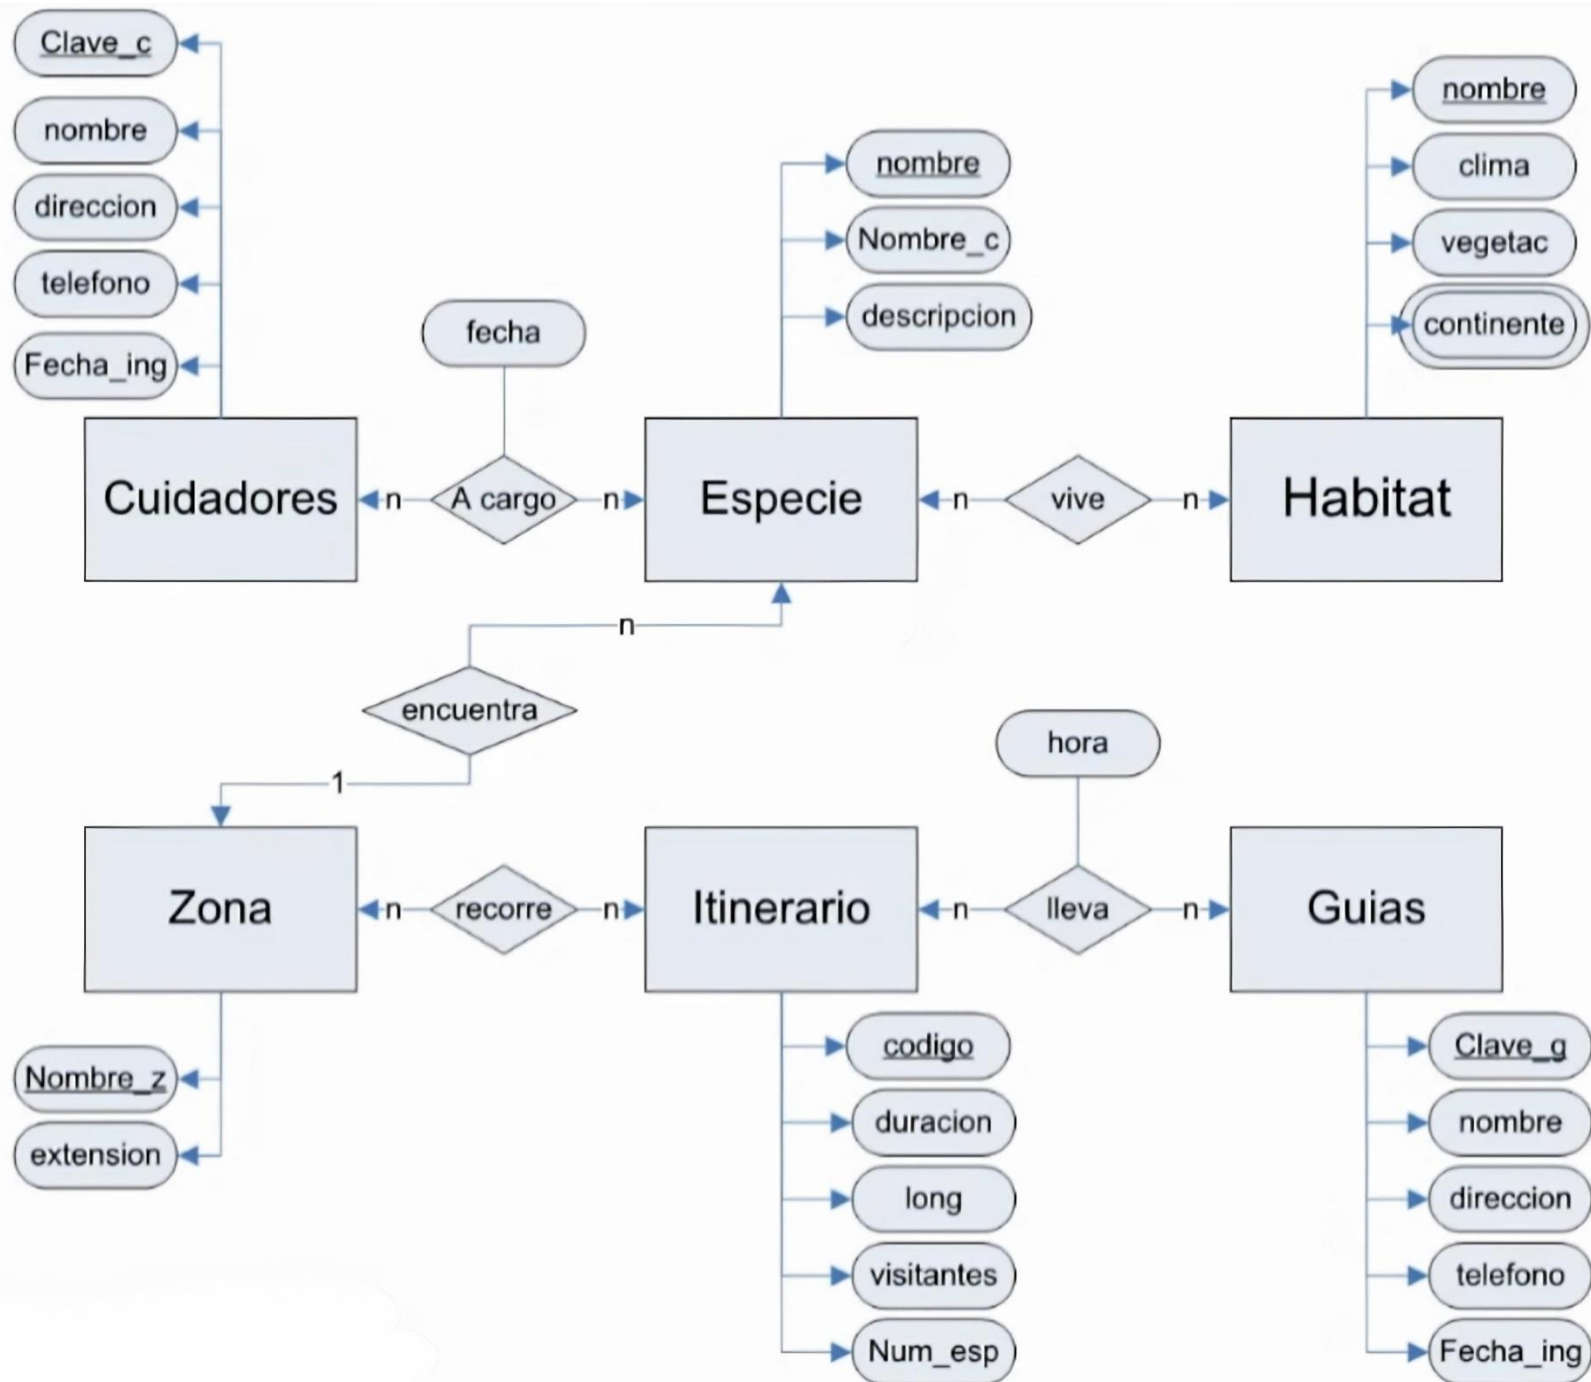 Clave_c
nombre
direccion
telefono
Fecha_ing
fecha
nombre
Nombre_c
descripcion
nombre
clima
vegetac
continente
Cuidadores
n
A cargo
n
Especie
n
vive
n
Habitat
n
encuentra
1
hora
Zona
n
recorre
n
Itinerario
n
lleva
n
Guias
Nombre_z
extension
codigo
duracion
long
visitantes
Num_esp
Clave_g
nombre
direccion
telefono
Fecha_ing